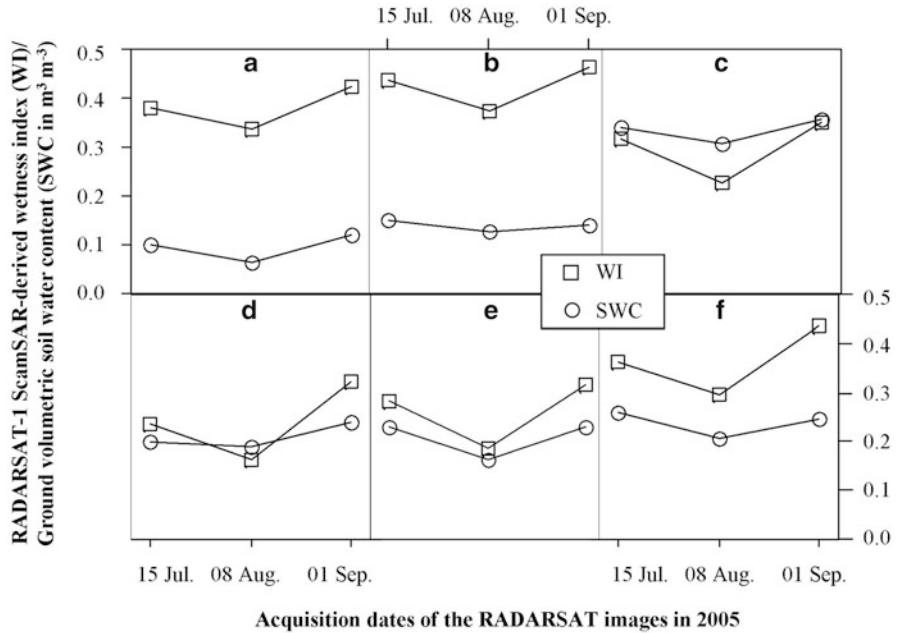 15 Jul. 08 Aug. 01 Sep.
RADARSAT-1 ScamSAR-derived wetness index (WI)/
Ground volumetric soil water content (SWC in m³ m⁻³)
0.5
0.4
0.3
0.2
0.1
0.0
a b c
WI
SWC
d e f
0.5
0.4
0.3
0.2
0.1
0.0
15 Jul. 08 Aug. 01 Sep. 15 Jul. 08 Aug. 01 Sep.
Acquisition dates of the RADARSAT images in 2005